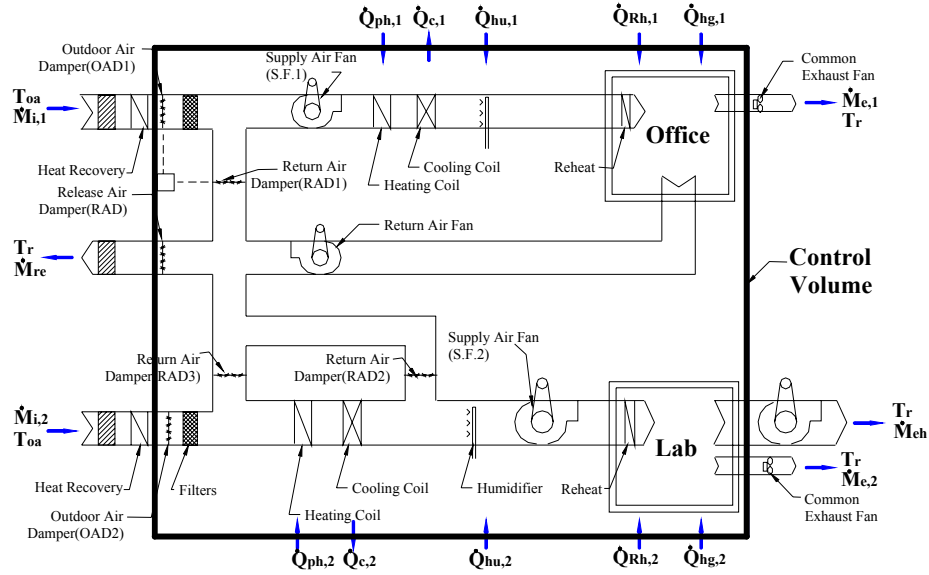 Q̇ph,1 Q̇c,1 Q̇hu,1 Q̇Rh,1 Q̇hg,1
Outdoor Air
Damper(OAD1)
Supply Air Fan
(S.F.1)
Common
Exhaust Fan
Toa
Ṁi,1
Ṁe,1
Tr
Office
Heat Recovery
Return Air
Damper(RAD1)
Cooling Coil
Reheat
Heating Coil
Release Air
Damper(RAD)
Return Air Fan
Tr
Ṁre
Control
Volume
Supply Air Fan
(S.F.2)
Return Air
Damper(RAD3)
Return Air
Damper(RAD2)
Ṁi,2
Toa
Tr
Ṁeh
Lab
Tr
Ṁe,2
Heat Recovery
Filters
Cooling Coil
Humidifier
Reheat
Common
Exhaust Fan
Heating Coil
Outdoor Air
Damper(OAD2)
Q̇ph,2 Q̇c,2 Q̇hu,2 Q̇Rh,2 Q̇hg,2